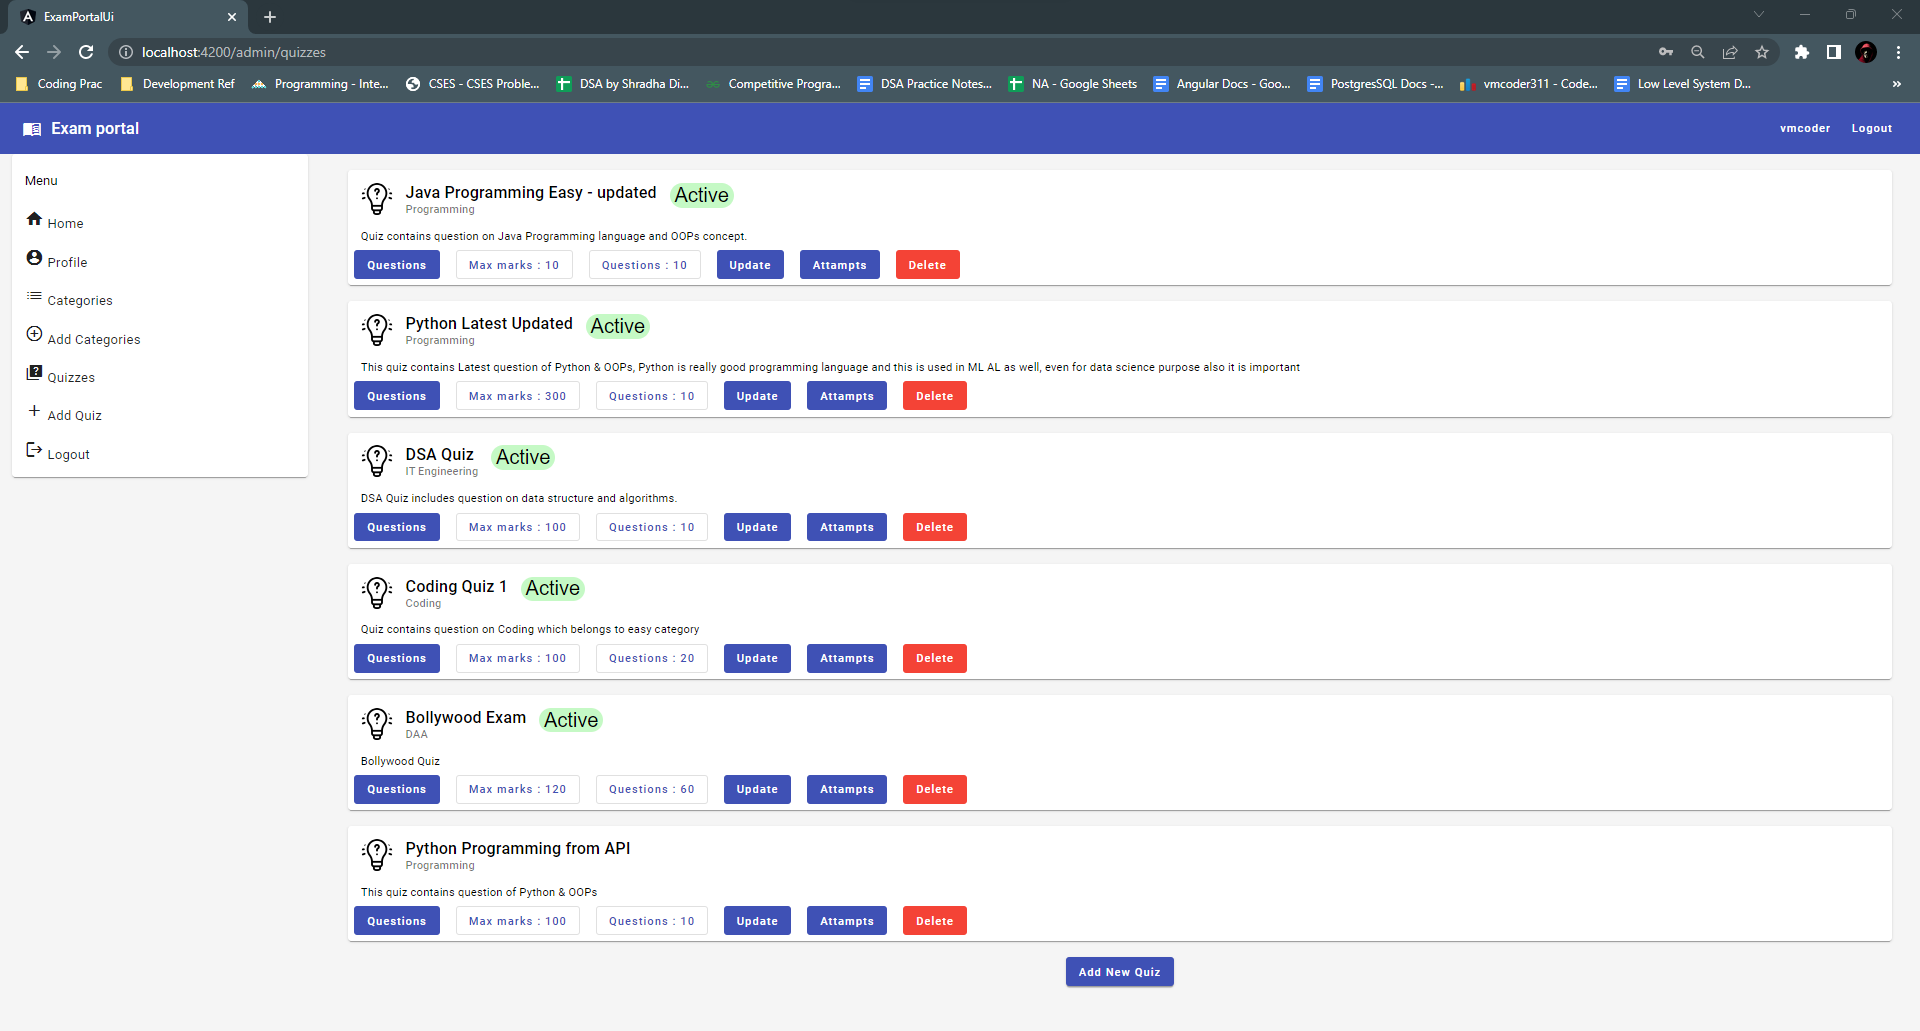 ExamPortalUi
localhost:4200/admin/quizzes
Coding Prac Development Ref Programming - Inte... CSES - CSES Proble... DSA by Shradha Di... Competitive Progra... DSA Practice Notes... NA - Google Sheets Angular Docs - Goo... PostgresSQL Docs -... vmcoder311 - Code... Low Level System D... »
Exam portal vmcoder Logout
Menu
Home
Profile
Categories
Add Categories
Quizzes
Add Quiz
Logout
Java Programming Easy - updated Active
Programming
Quiz contains question on Java Programming language and OOPs concept.
Questions Max marks : 10 Questions : 10 Update Attampts Delete
Python Latest Updated Active
Programming
This quiz contains Latest question of Python & OOPs, Python is really good programming language and this is used in ML AL as well, even for data science purpose also it is important
Questions Max marks : 300 Questions : 10 Update Attampts Delete
DSA Quiz Active
IT Engineering
DSA Quiz includes question on data structure and algorithms.
Questions Max marks : 100 Questions : 10 Update Attampts Delete
Coding Quiz 1 Active
Coding
Quiz contains question on Coding which belongs to easy category
Questions Max marks : 100 Questions : 20 Update Attampts Delete
Bollywood Exam Active
DAA
Bollywood Quiz
Questions Max marks : 120 Questions : 60 Update Attampts Delete
Python Programming from API
Programming
This quiz contains question of Python & OOPs
Questions Max marks : 100 Questions : 10 Update Attampts Delete
Add New Quiz